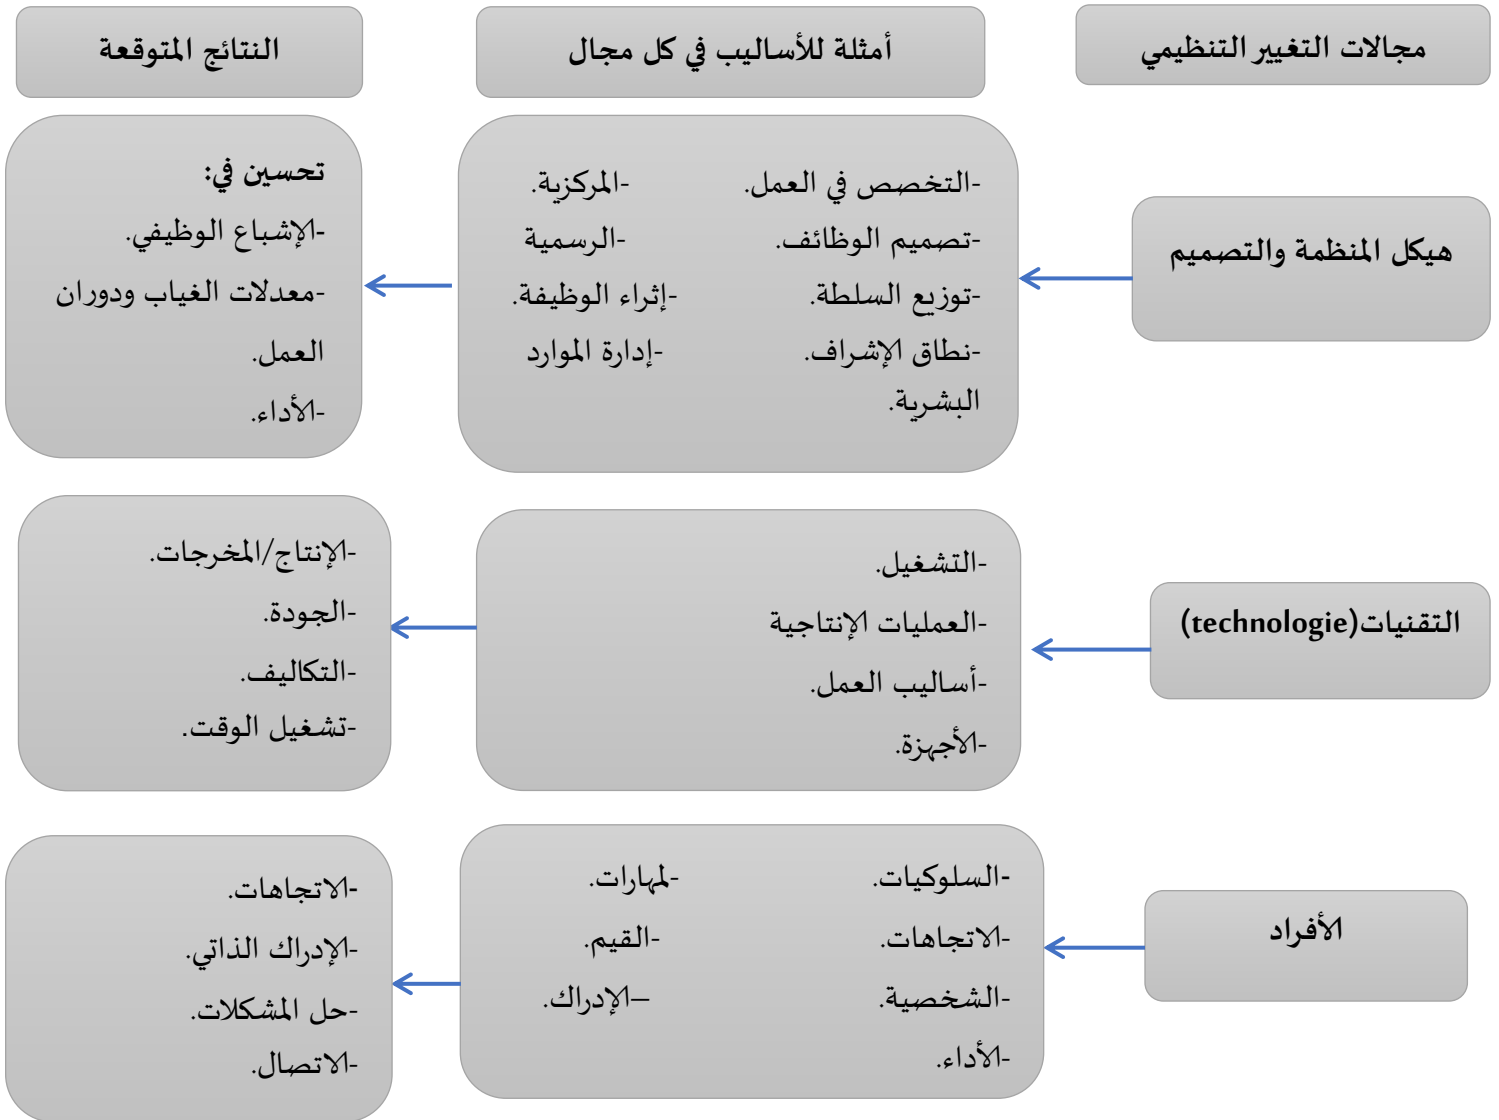 مجالات التغيير التنظيمي
أمثلة للأساليب في كل مجال
النتائج المتوقعة
هيكل المنظمة والتصميم
-التخصص في العمل. -المركزية.
-تصميم الوظائف. -الرسمية
-توزيع السلطة. -إثراء الوظيفة.
-نطاق الإشراف. -إدارة الموارد
البشرية.
تحسين في:
-الإشباع الوظيفي.
-معدلات الغياب ودوران
العمل.
-الأداء.
التقنيات(technologie)
-التشغيل.
-العمليات الإنتاجية
-أساليب العمل.
-الأجهزة.
-الإنتاج/المخرجات.
-الجودة.
-التكاليف.
-تشغيل الوقت.
الأفراد
-السلوكيات. -لمهارات.
-الاتجاهات. -القيم.
-الشخصية. –الإدراك.
-الأداء.
-الاتجاهات.
-الإدراك الذاتي.
-حل المشكلات.
-الاتصال.